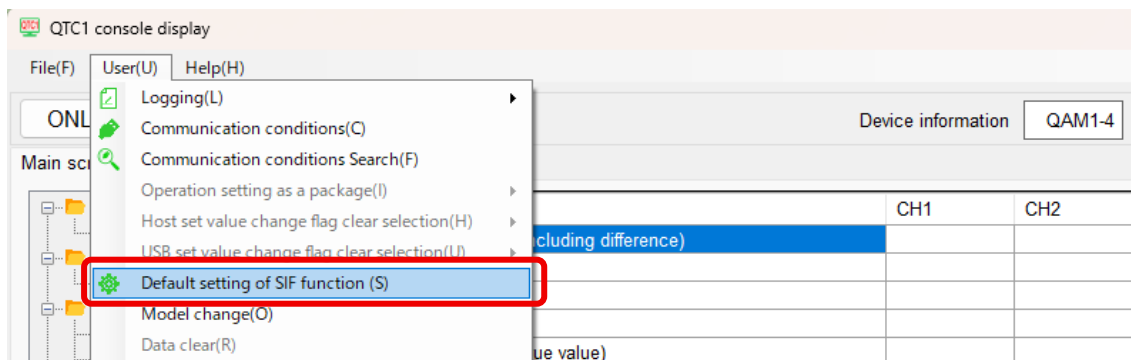 QTC1 console display
File(F) User(U) Help(H)
Logging(L)
ONL Communication conditions(C) Device information QAM1-4
Main scr Communication conditions Search(F)
Operation setting as a package(I)
Host set value change flag clear selection(H) CH1 CH2
USB set value change flag clear selection(U) cluding difference)
Default setting of SIF function (S)
Model change(O)
Data clear(R) ue value)